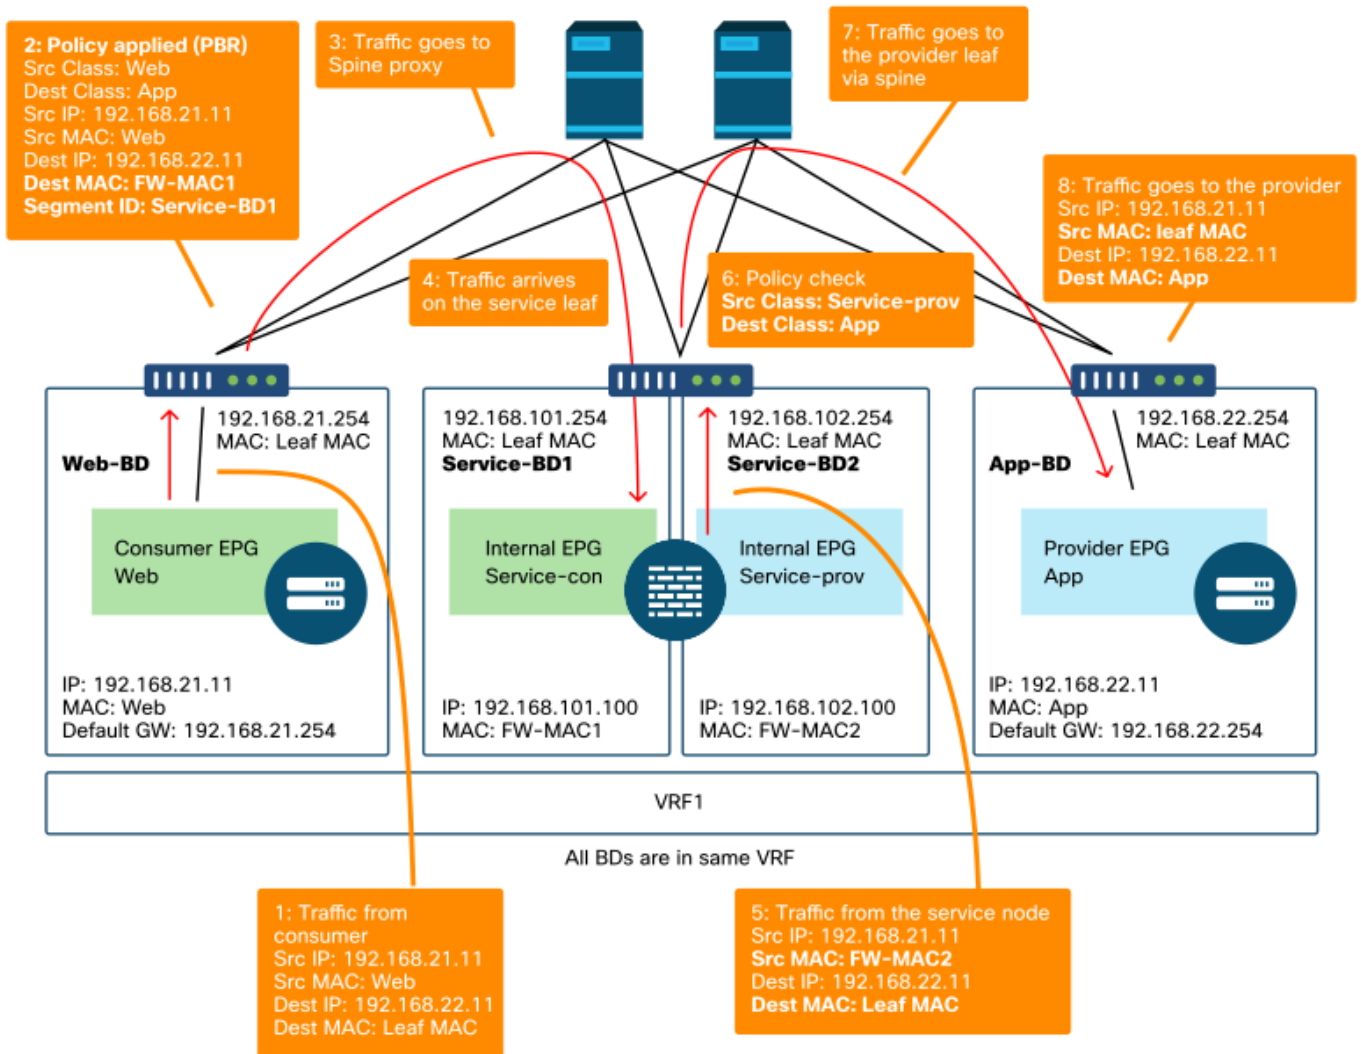 2: Policy applied (PBR)
Src Class: Web
Dest Class: App
Src IP: 192.168.21.11
Src MAC: Web
Dest IP: 192.168.22.11
Dest MAC: FW-MAC1
Segment ID: Service-BD1
3: Traffic goes to
Spine proxy
7: Traffic goes to
the provider leaf
via spine
8: Traffic goes to the provider
Src IP: 192.168.21.11
Src MAC: leaf MAC
Dest IP: 192.168.22.11
Dest MAC: App
4: Traffic arrives
on the service leaf
6: Policy check
Src Class: Service-prov
Dest Class: App
192.168.21.254
MAC: Leaf MAC
Web-BD
Consumer EPG
Web
IP: 192.168.21.11
MAC: Web
Default GW: 192.168.21.254
192.168.101.254
MAC: Leaf MAC
Service-BD1
Internal EPG
Service-con
IP: 192.168.101.100
MAC: FW-MAC1
192.168.102.254
MAC: Leaf MAC
Service-BD2
Internal EPG
Service-prov
IP: 192.168.102.100
MAC: FW-MAC2
192.168.22.254
MAC: Leaf MAC
App-BD
Provider EPG
App
IP: 192.168.22.11
MAC: App
Default GW: 192.168.22.254
VRF1
All BDs are in same VRF
1: Traffic from
consumer
Src IP: 192.168.21.11
Src MAC: Web
Dest IP: 192.168.22.11
Dest MAC: Leaf MAC
5: Traffic from the service node
Src IP: 192.168.21.11
Src MAC: FW-MAC2
Dest IP: 192.168.22.11
Dest MAC: Leaf MAC